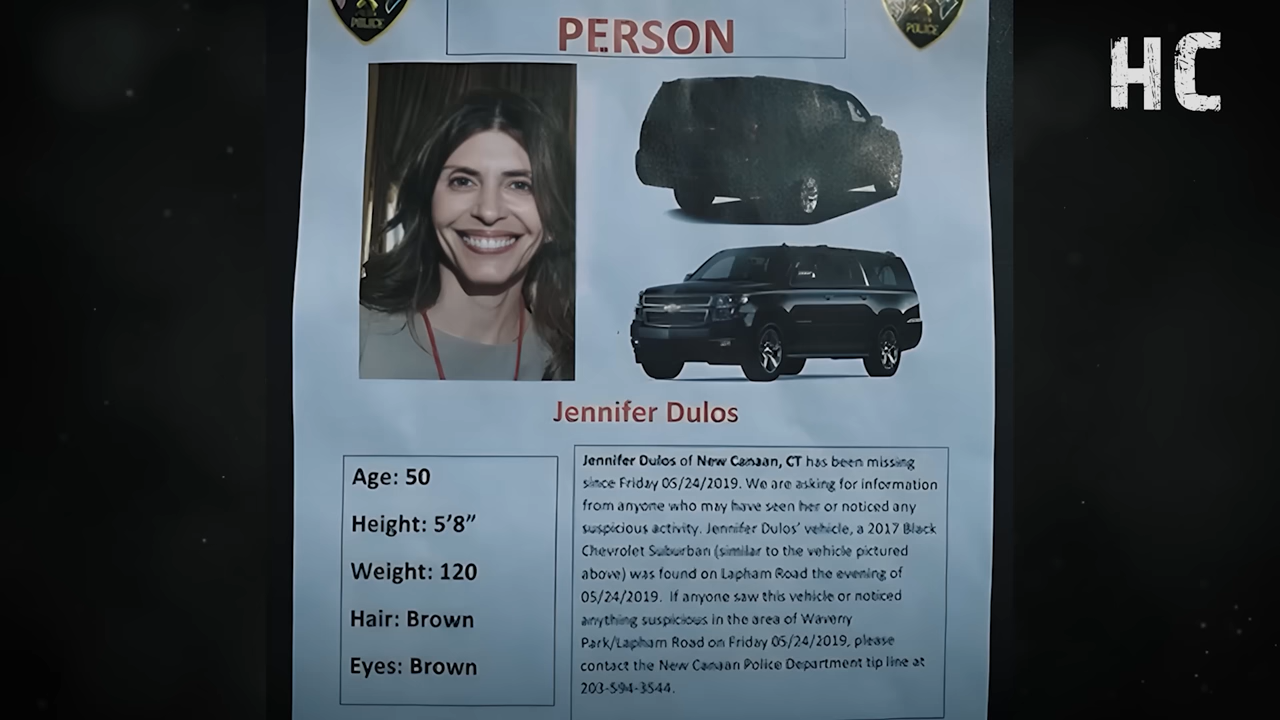 HC
POLICE
POLICE
PERSON
Jennifer Dulos
Age: 50
Height: 5’8”
Weight: 120
Hair: Brown
Eyes: Brown
Jennifer Dulos of New Canaan, CT has been missing
since Friday 05/24/2019. We are asking for information
from anyone who may have seen her or noticed any
suspicious activity. Jennifer Dulos’ vehicle, a 2017 Black
Chevrolet Suburban (similar to the vehicle pictured
above) was found on Lapham Road the evening of
05/24/2019. If anyone saw this vehicle or noticed
anything suspicious in the area of Waveny
Park/Lapham Road on Friday 05/24/2019, please
contact the New Canaan Police Department tip line at
203-594-3544.